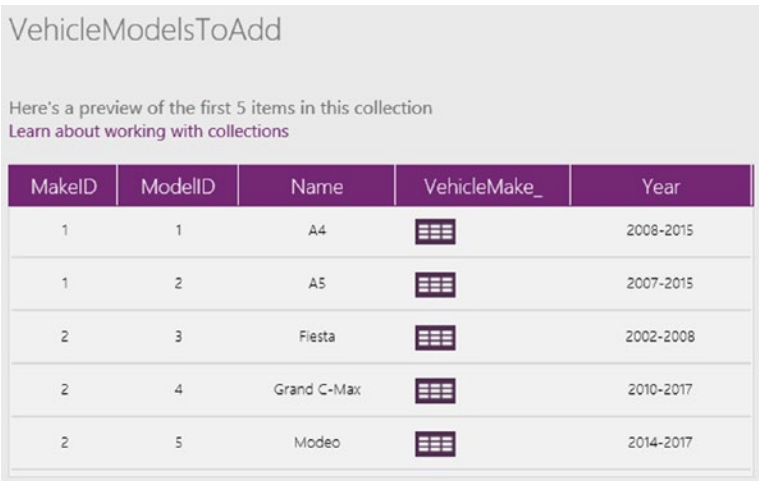 VehicleModelsToAdd
Here's a preview of the first 5 items in this collection
Learn about working with collections
MakeID ModelID Name VehicleMake_ Year
1 1 A4 2008-2015
1 2 A5 2007-2015
2 3 Fiesta 2002-2008
2 4 Grand C-Max 2010-2017
2 5 Modeo 2014-2017